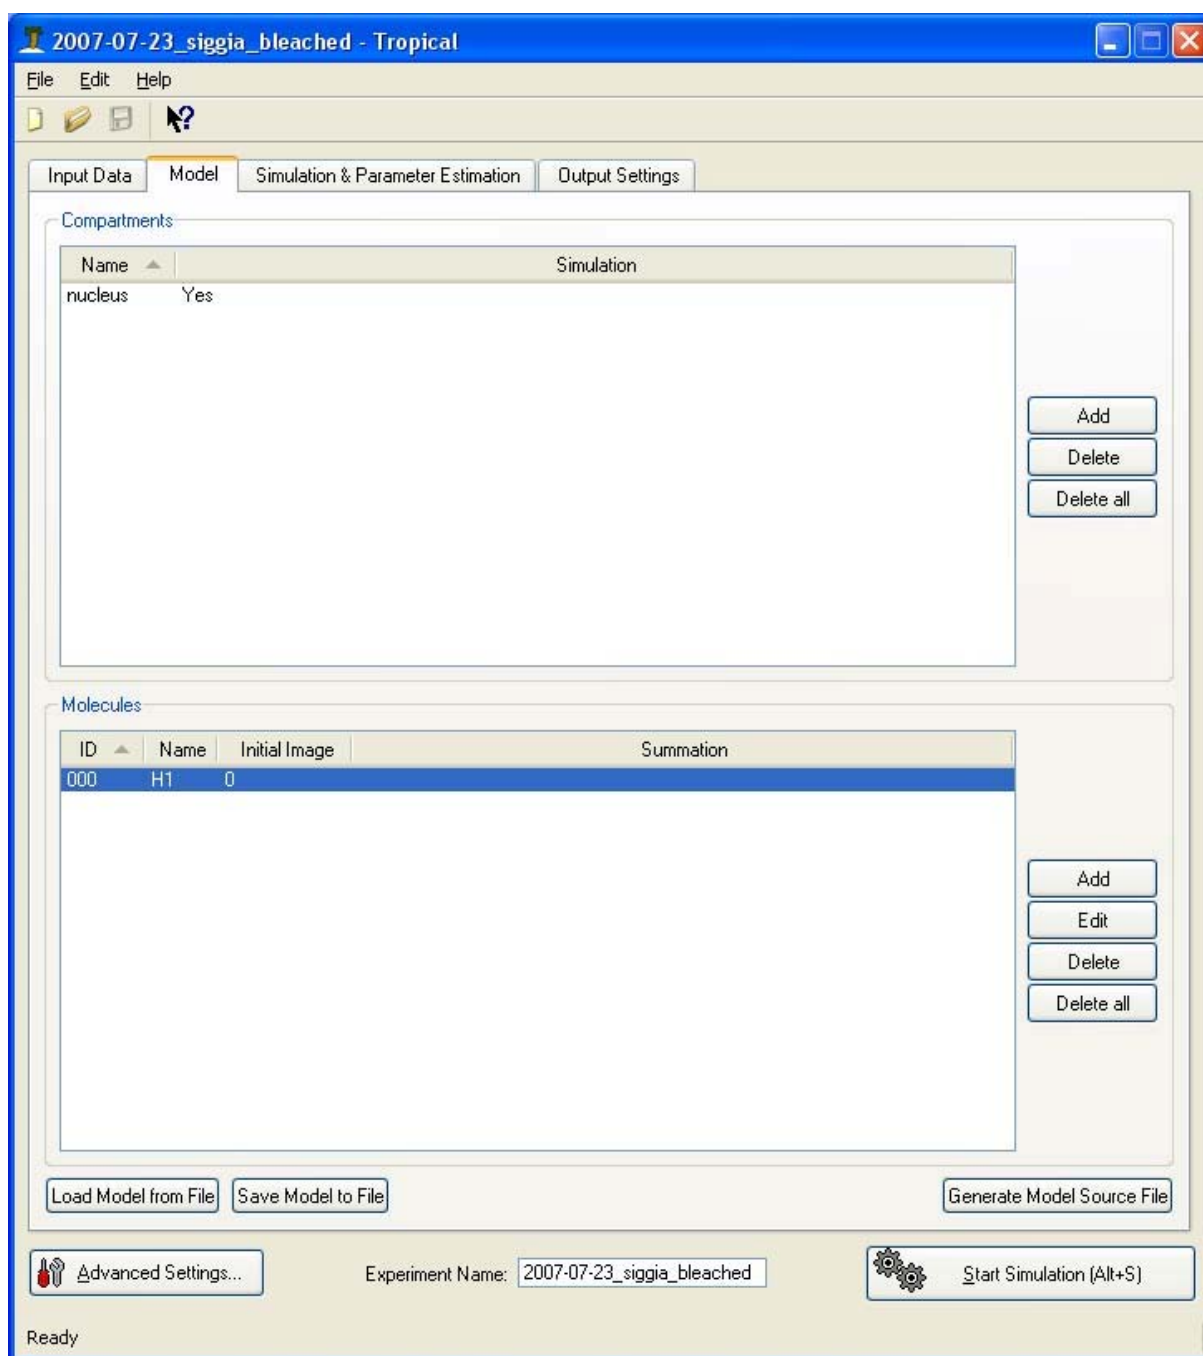 2007-07-23_siggia_bleached - Tropical
File Edit Help
Input Data Model Simulation & Parameter Estimation Output Settings
Compartments
Name Simulation
nucleus Yes
Add
Delete
Delete all
Molecules
ID Name Initial Image Summation
000 H1 0
Add
Edit
Delete
Delete all
Load Model from File Save Model to File Generate Model Source File
Advanced Settings... Experiment Name: 2007-07-23_siggia_bleached Start Simulation (Alt+S)
Ready